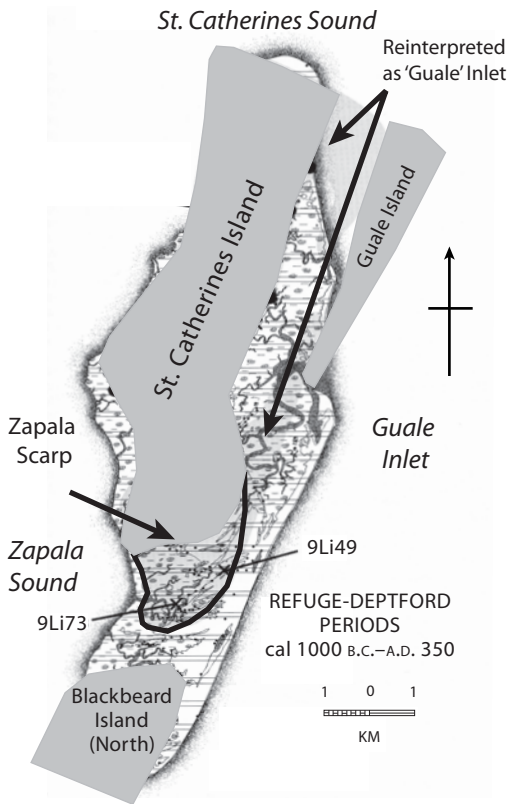 St. Catherines Sound
Reinterpreted
as ‘Guale’ Inlet
St. Catherines Island
Guale Island
Zapala
Scarp
Guale
Inlet
Zapala
Sound
9Li49
9Li73
REFUGE-DEPTFORD
PERIODS
cal 1000 B.C.–A.D. 350
Blackbeard
Island
(North)
1 0 1
KM